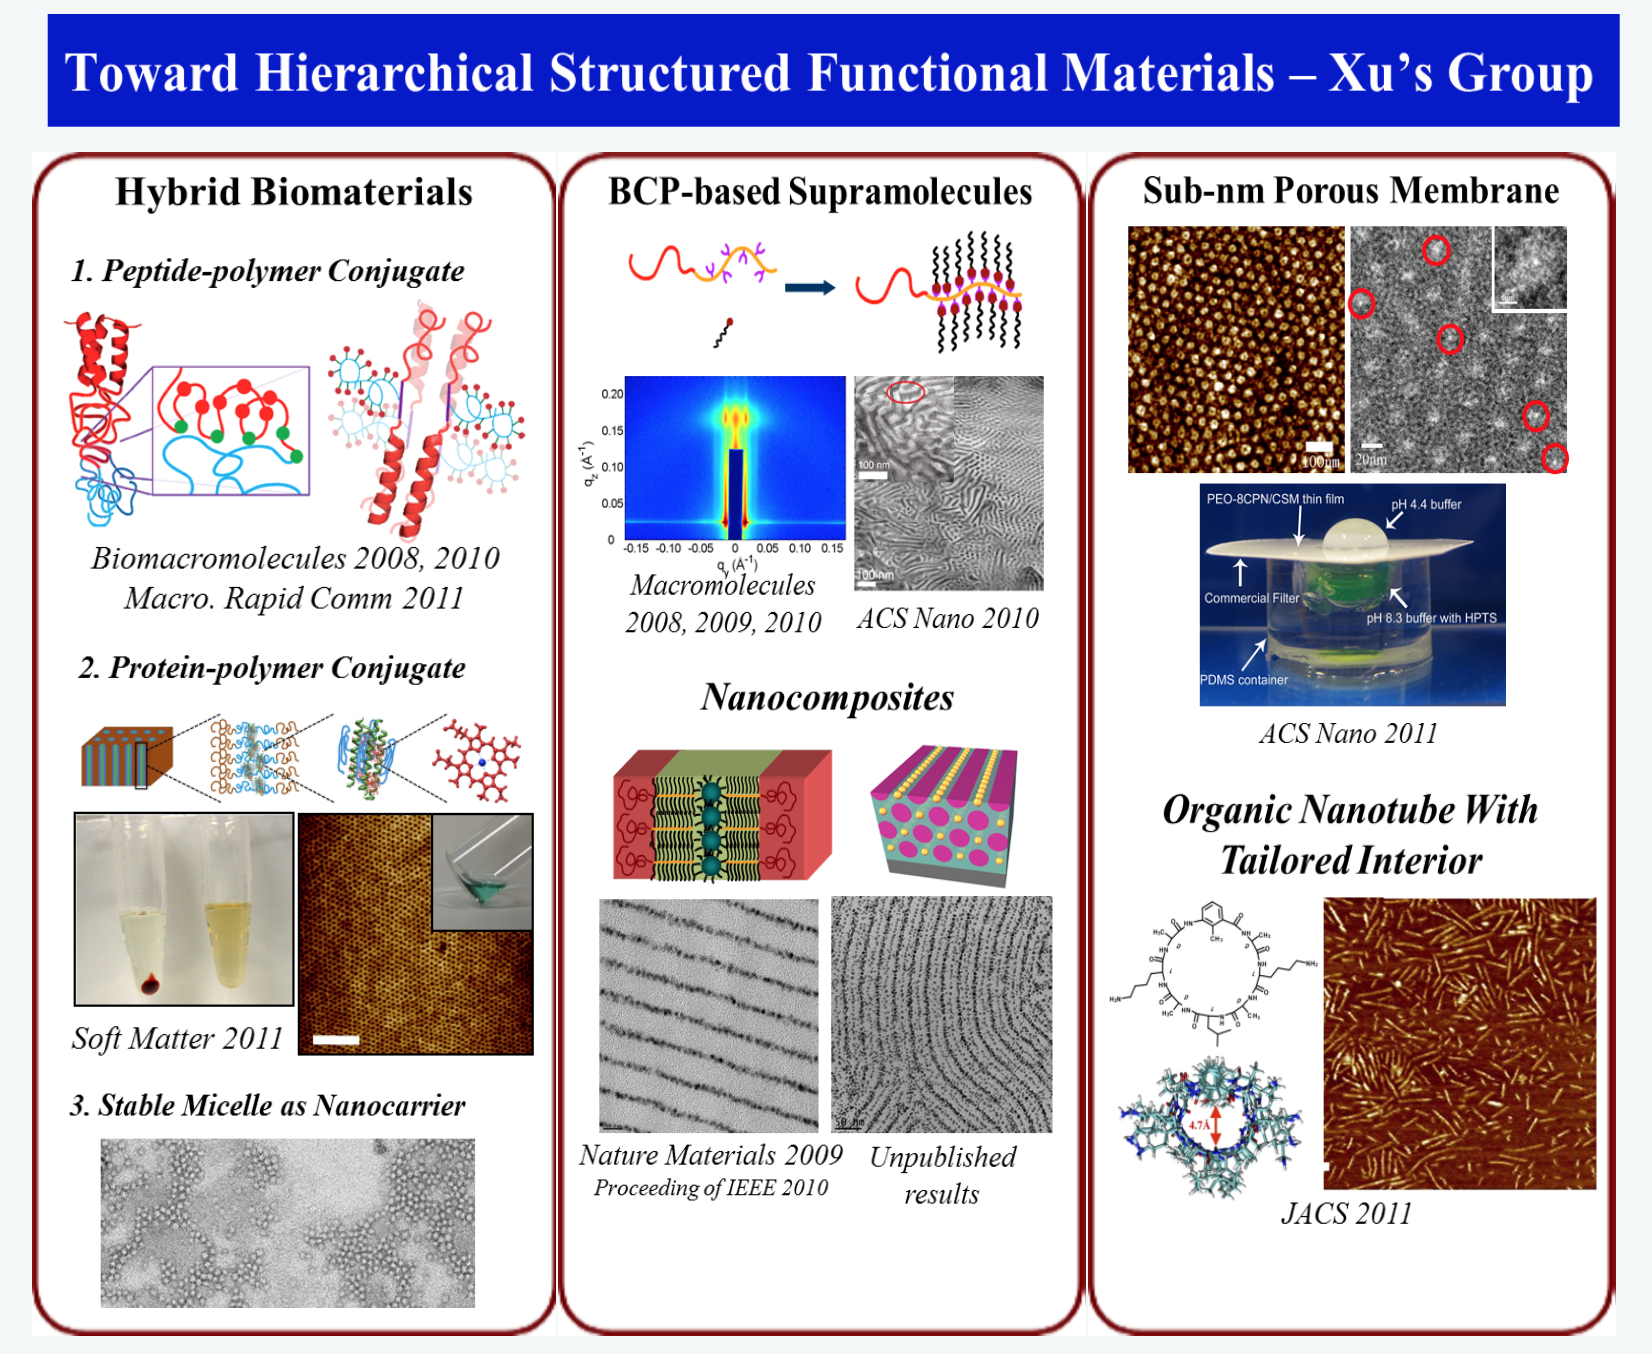 Toward Hierarchical Structured Functional Materials – Xu's Group
Hybrid Biomaterials
1. Peptide-polymer Conjugate
Biomacromolecules 2008, 2010
Macro. Rapid Comm 2011
2. Protein-polymer Conjugate
Soft Matter 2011
3. Stable Micelle as Nanocarrier
BCP-based Supramolecules
0.20
0.15
0.10
0.05
0
qz (Å-1)
-0.15 -0.10 -0.05 0 0.05 0.10 0.15
qy (Å-1)
100 nm
100 nm
Macromolecules
2008, 2009, 2010
ACS Nano 2010
Nanocomposites
50 nm
Nature Materials 2009
Proceeding of IEEE 2010
Unpublished
results
Sub-nm Porous Membrane
100nm
20nm
PEO-8CPN/CSM thin film
pH 4.4 buffer
Commercial Filter
pH 8.3 buffer with HPTS
PDMS container
ACS Nano 2011
Organic Nanotube With
Tailored Interior
4.7Å
JACS 2011